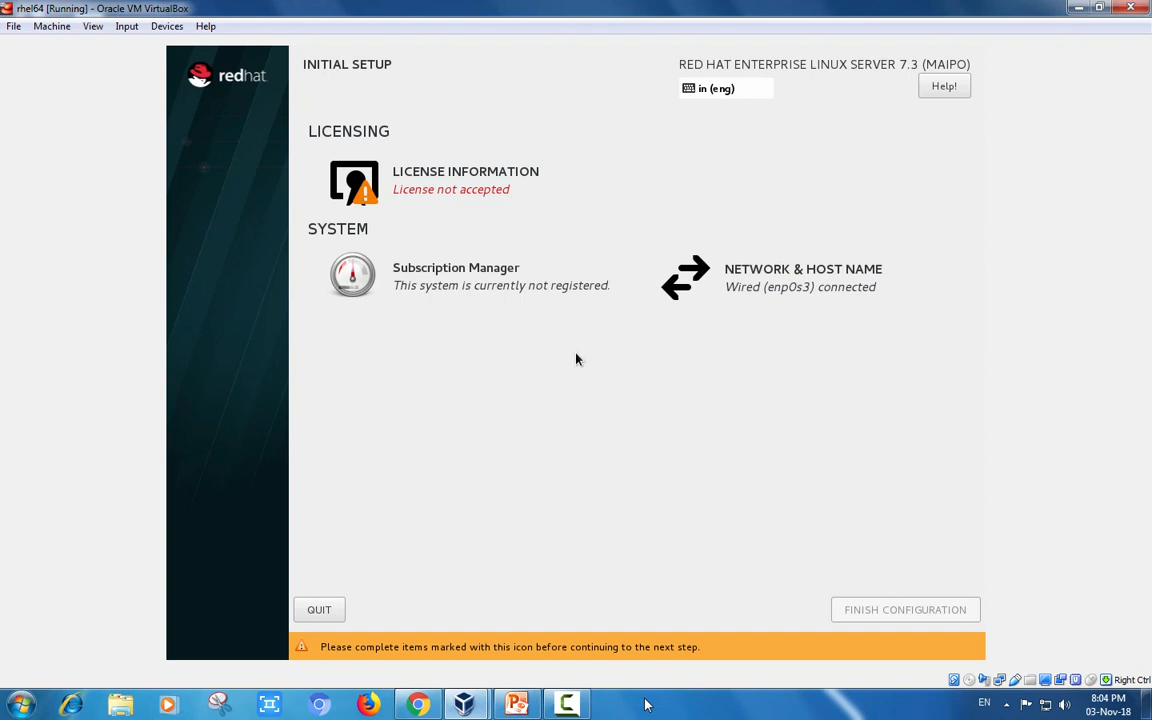 rhel64 [Running] - Oracle VM VirtualBox
File Machine View Input Devices Help
redhat.
INITIAL SETUP
RED HAT ENTERPRISE LINUX SERVER 7.3 (MAIPO)
in (eng)
Help!
LICENSING
LICENSE INFORMATION
License not accepted
SYSTEM
Subscription Manager
This system is currently not registered.
NETWORK & HOST NAME
Wired (enp0s3) connected
QUIT
FINISH CONFIGURATION
Please complete items marked with this icon before continuing to the next step.
Right Ctrl
EN
8:04 PM
03-Nov-18